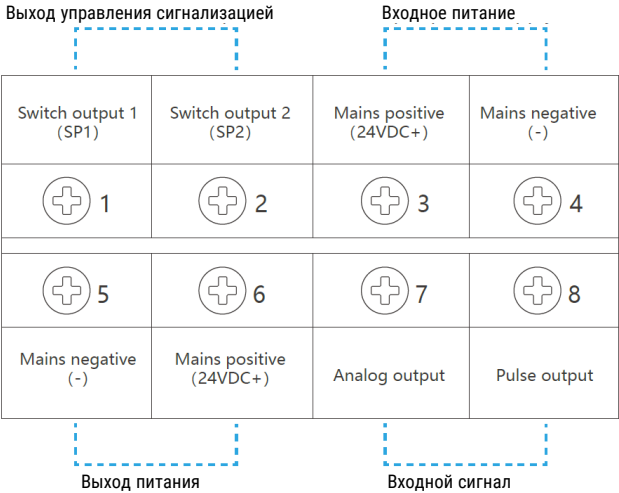 Выход управления сигнализацией
Входное питание
Switch output 1
(SP1)
Switch output 2
(SP2)
Mains positive
(24VDC+)
Mains negative
(-)
1
2
3
4
5
6
7
8
Mains negative
(-)
Mains positive
(24VDC+)
Analog output
Pulse output
Выход питания
Входной сигнал